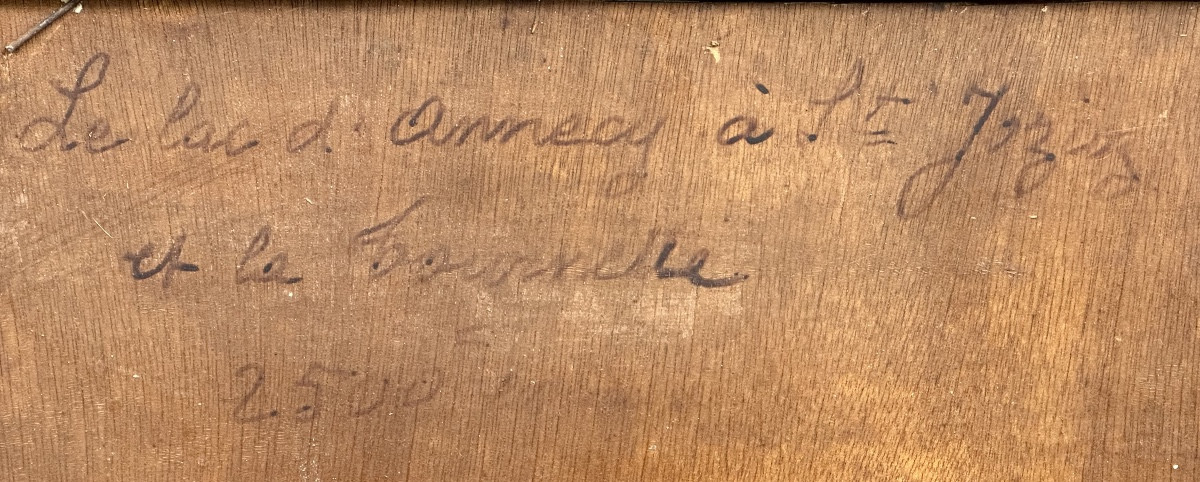 Le lac d'Annecy à St Jorioz
et la Tournette
2500 m